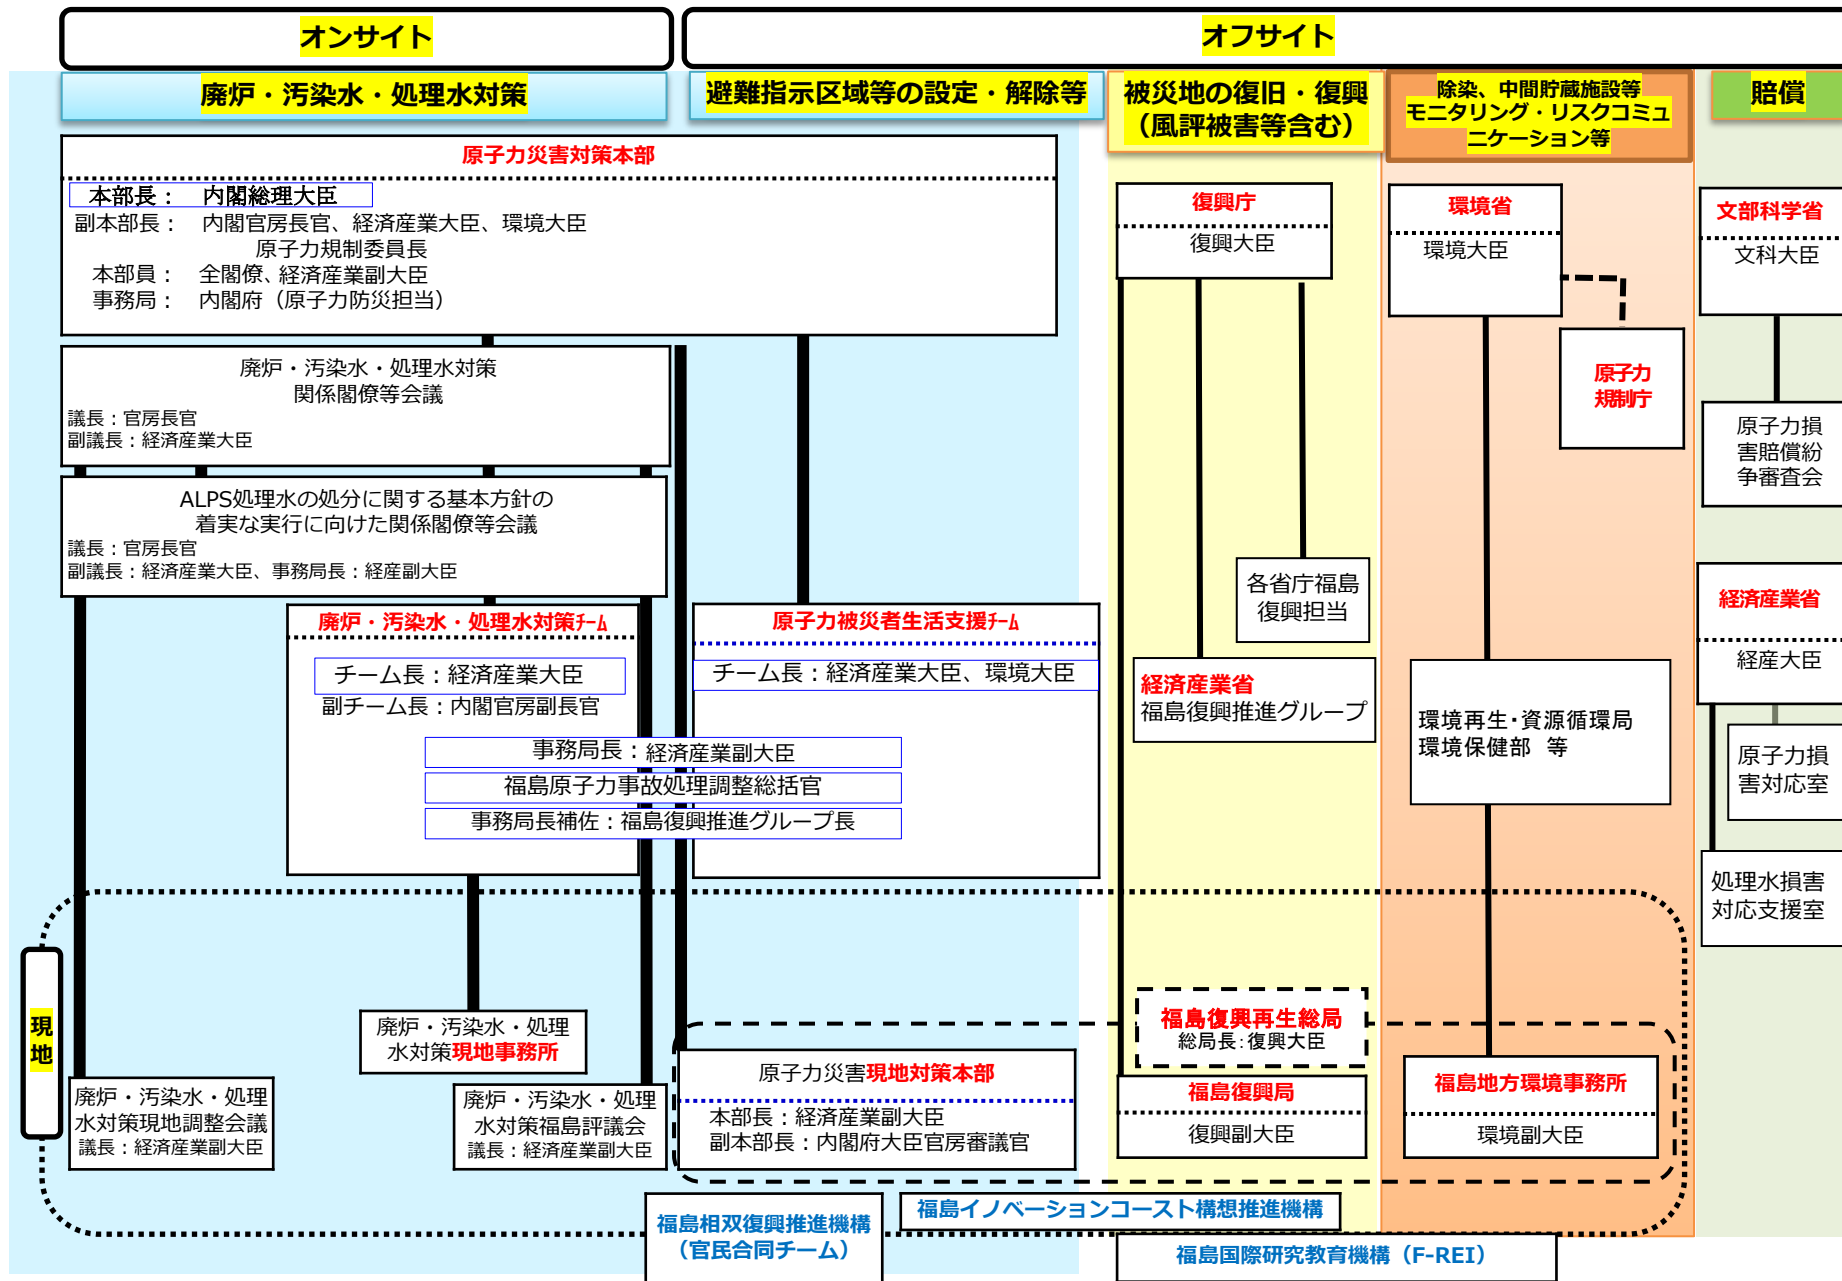 オンサイト
オフサイト
廃炉・汚染水・処理水対策
避難指示区域等の設定・解除等
被災地の復旧・復興
（風評被害等含む）
除染、中間貯蔵施設等
モニタリング・リスクコミュ
ニケーション等
賠償
原子力災害対策本部
本部長： 内閣総理大臣
副本部長： 内閣官房長官、経済産業大臣、環境大臣
原子力規制委員長
本部員： 全閣僚、経済産業副大臣
事務局： 内閣府（原子力防災担当）
廃炉・汚染水・処理水対策
関係閣僚等会議
議長：官房長官
副議長：経済産業大臣
ALPS処理水の処分に関する基本方針の
着実な実行に向けた関係閣僚等会議
議長：官房長官
副議長：経済産業大臣、事務局長：経産副大臣
廃炉・汚染水・処理水対策チーム
チーム長：経済産業大臣
副チーム長：内閣官房副長官
原子力被災者生活支援チーム
チーム長：経済産業大臣、環境大臣
事務局長：経済産業副大臣
福島原子力事故処理調整総括官
事務局長補佐：福島復興推進グループ長
復興庁
復興大臣
各省庁福島
復興担当
経済産業省
福島復興推進グループ
環境省
環境大臣
原子力
規制庁
環境再生・資源循環局
環境保健部 等
文部科学省
文科大臣
原子力損
害賠償紛
争審査会
経済産業省
経産大臣
原子力損
害対応室
処理水損害
対応支援室
現
地
廃炉・汚染水・処理
水対策現地事務所
廃炉・汚染水・処理
水対策現地調整会議
議長：経済産業副大臣
廃炉・汚染水・処理
水対策福島評議会
議長：経済産業副大臣
原子力災害現地対策本部
本部長：経済産業副大臣
副本部長：内閣府大臣官房審議官
福島復興再生総局
総局長：復興大臣
福島復興局
復興副大臣
福島地方環境事務所
環境副大臣
福島相双復興推進機構
（官民合同チーム）
福島イノベーションコースト構想推進機構
福島国際研究教育機構（F-REI）